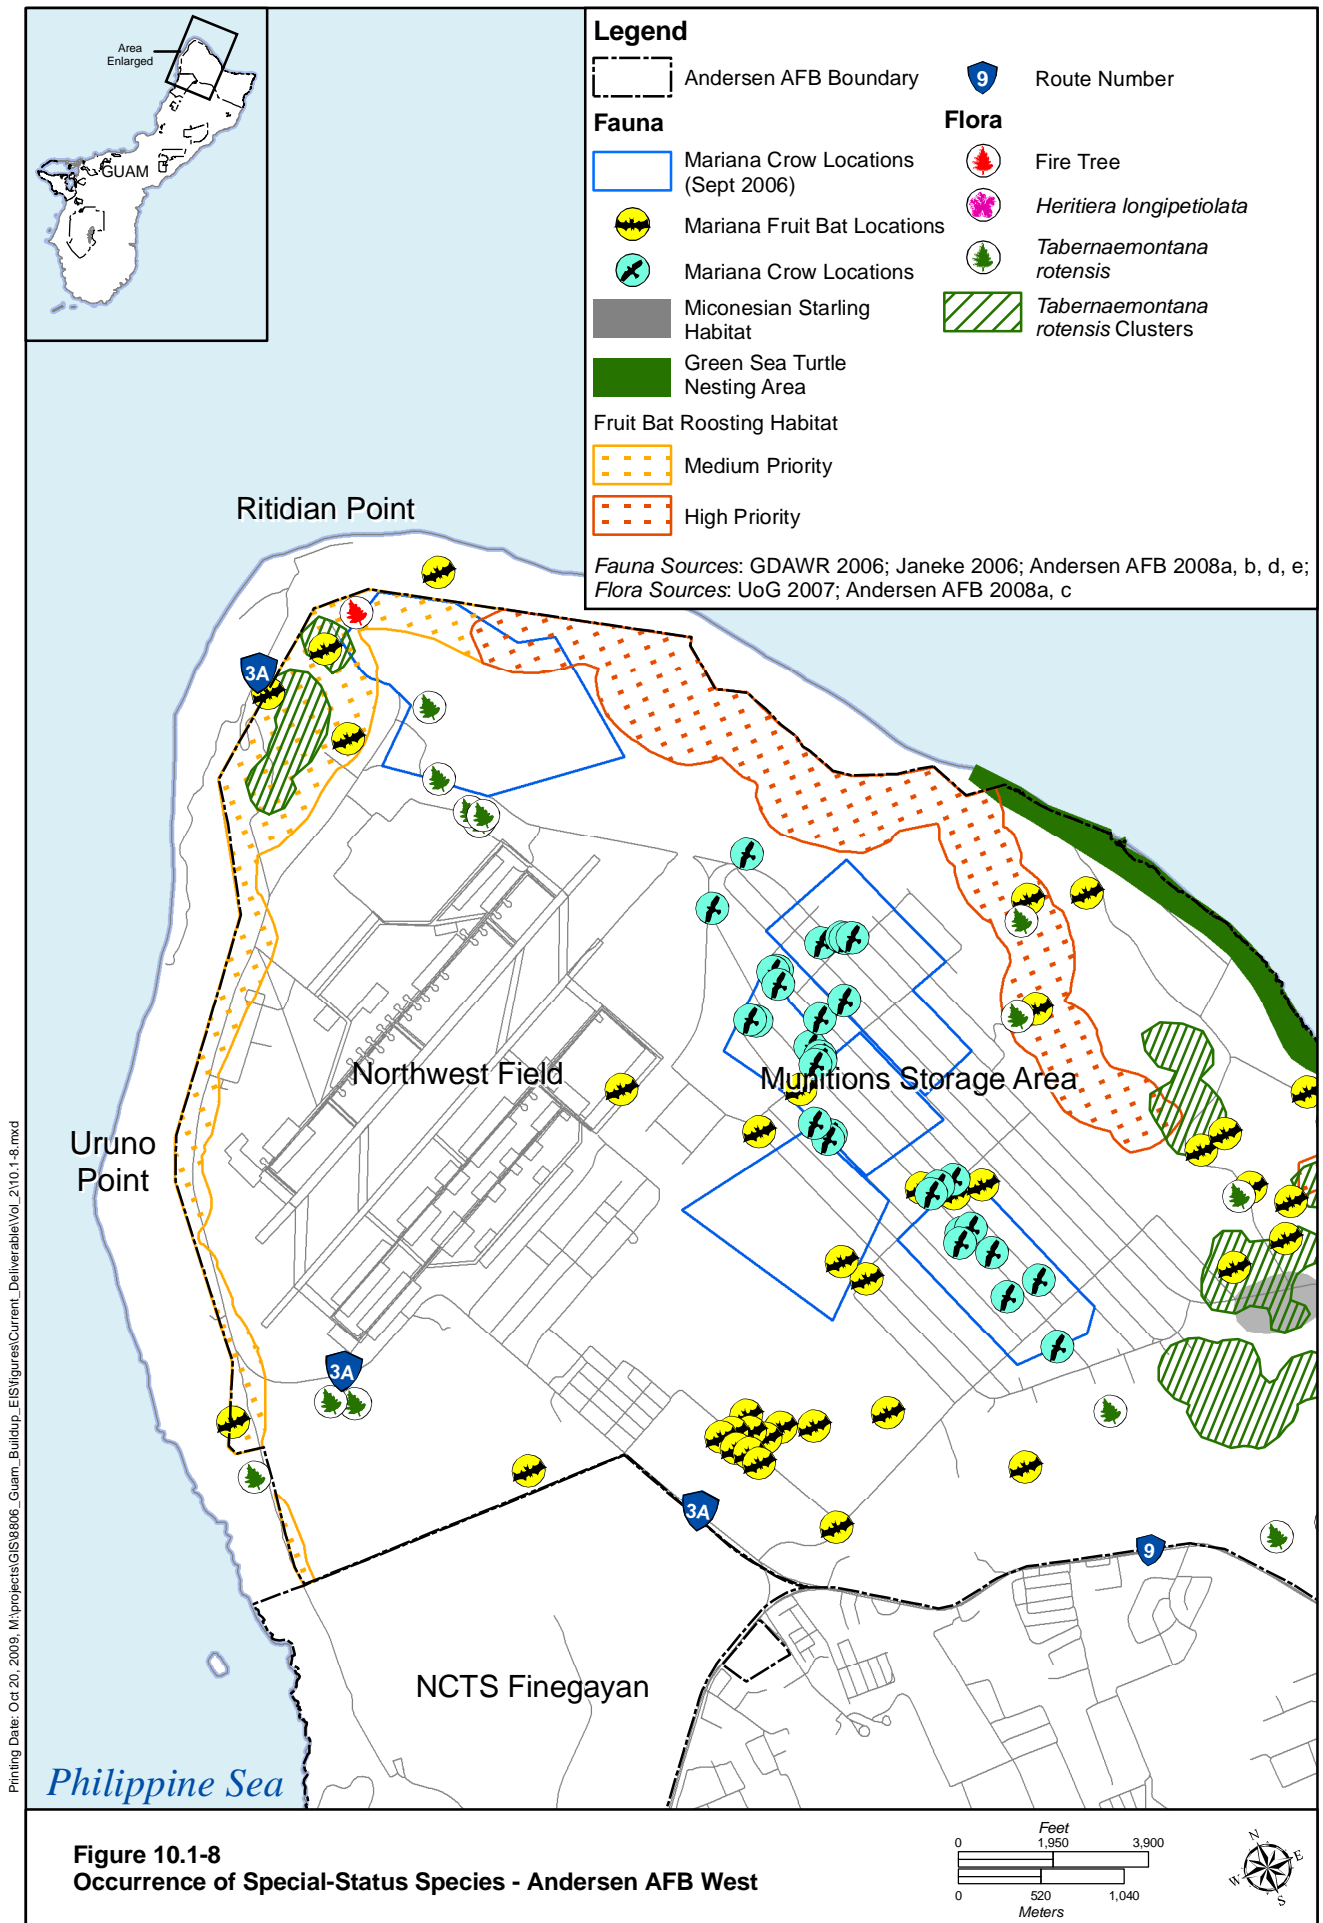 Area
Enlarged
GUAM
Legend
Andersen AFB Boundary
9
Route Number
Fauna
Flora
Mariana Crow Locations
(Sept 2006)
Fire Tree
Heritiera longipetiolata
Mariana Fruit Bat Locations
Tabernaemontana
rotensis
Mariana Crow Locations
Miconesian Starling
Habitat
Tabernaemontana
rotensis Clusters
Green Sea Turtle
Nesting Area
Fruit Bat Roosting Habitat
Medium Priority
High Priority
Fauna Sources: GDAWR 2006; Janeke 2006; Andersen AFB 2008a, b, d, e;
Flora Sources: UoG 2007; Andersen AFB 2008a, c
Ritidian Point
3A
Northwest Field
Munitions Storage Area
Uruno
Point
3A
3A
9
NCTS Finegayan
Philippine Sea
Printing Date: Oct 20, 2009, M:\projects\GIS\8806_Guam_Buildup_EIS\figures\Current_Deliverable\Vol_2\10.1-8.mxd
Figure 10.1-8
Occurrence of Special-Status Species - Andersen AFB West
Feet
0 1,950 3,900
0 520 1,040
Meters
N
E
W
S